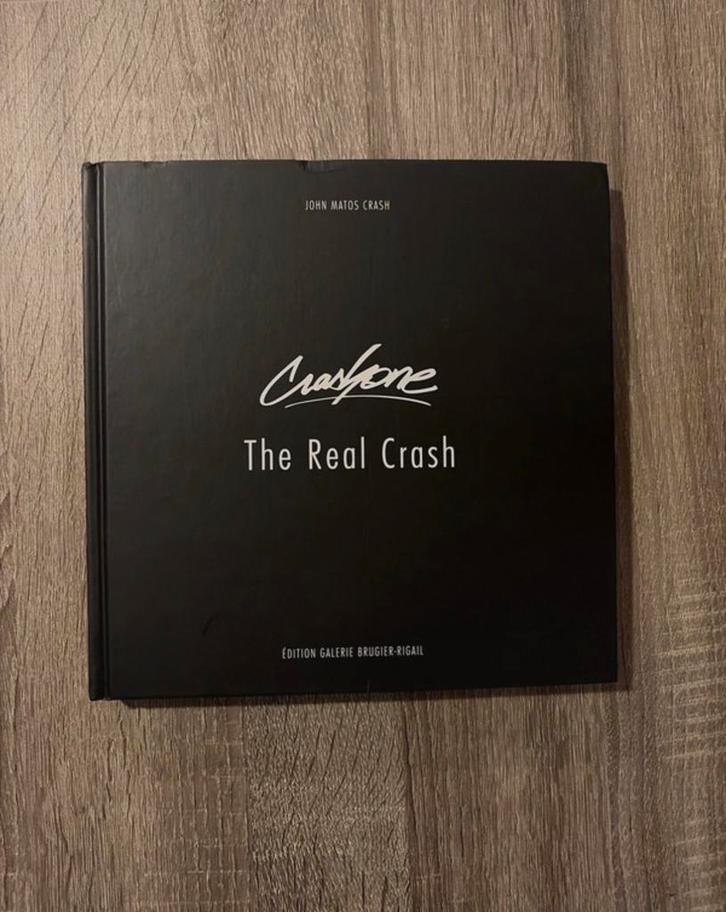 JOHN MATOS CRASH
Crashone
The Real Crash
ÉDITION GALERIE BRUGIER-RIGAIL